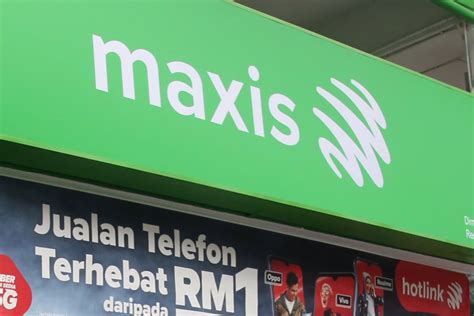 maxis
Jualan Telefon
Terhebat RM1
daripada
Oppo
Vivo
Realme
hotlink
5G